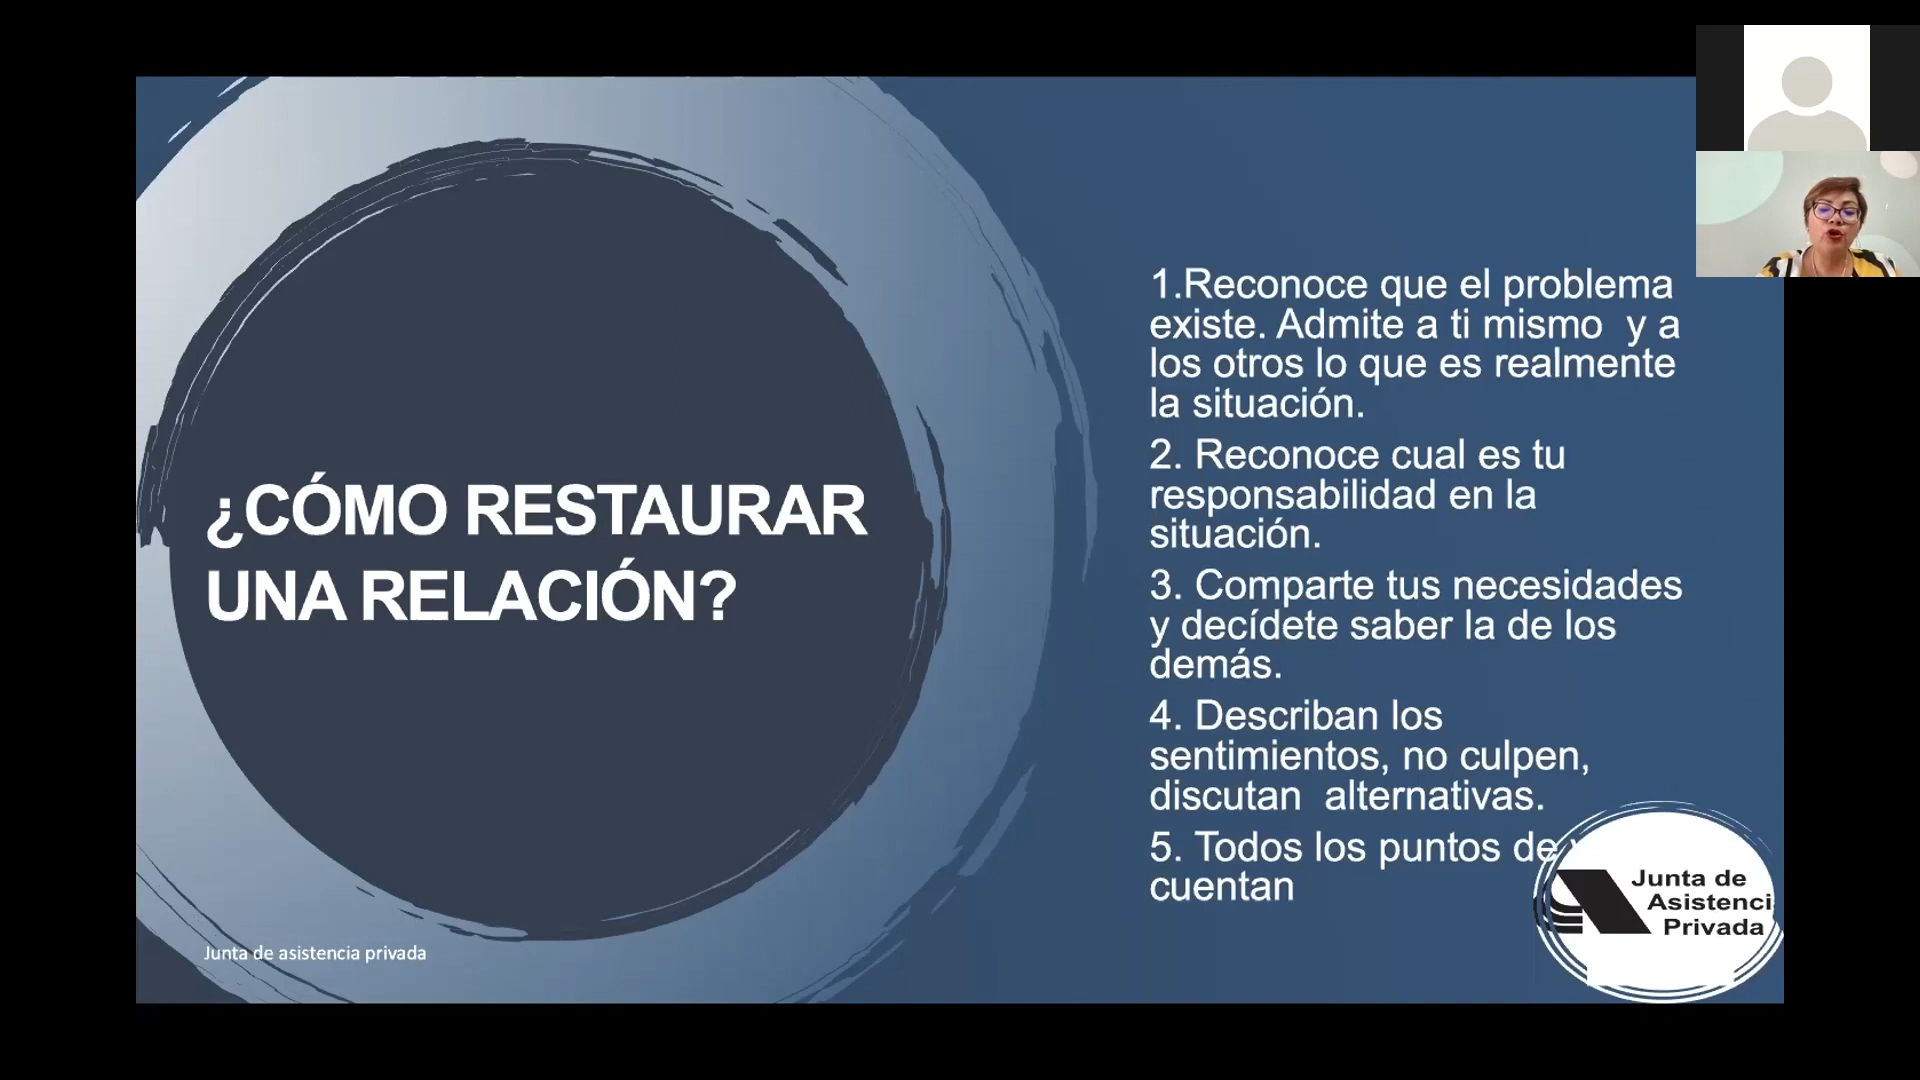 ¿CÓMO RESTAURAR
UNA RELACIÓN?
1.Reconoce que el problema
existe. Admite a ti mismo  y a
los otros lo que es realmente
la situación.
2. Reconoce cual es tu
responsabilidad en la
situación.
3. Comparte tus necesidades
y decídete saber la de los
demás.
4. Describan los
sentimientos, no culpen,
discutan  alternativas.
5. Todos los puntos de
cuentan
Junta de asistencia privada
Junta de
Asistenci
Privada